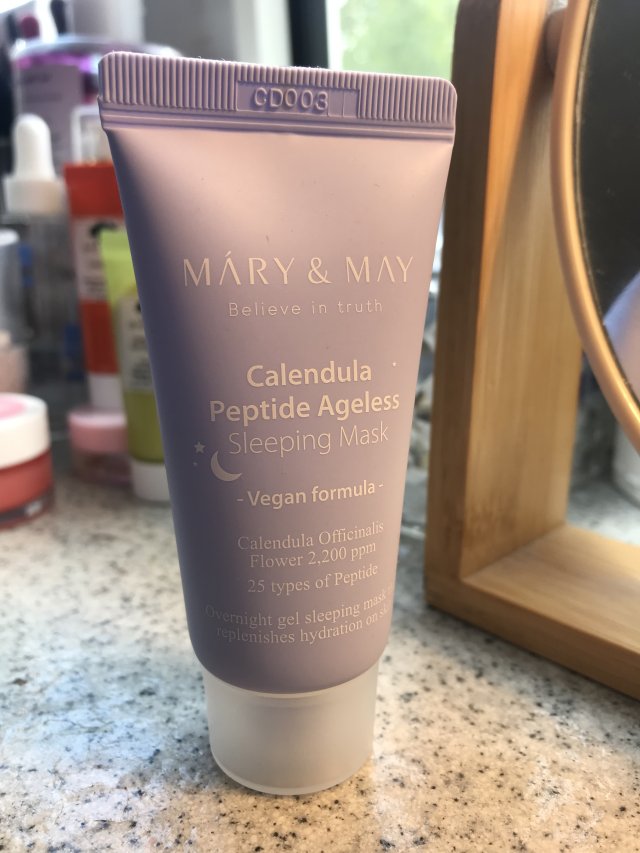 CD003
MÁRY & MAY
Believe in truth
Calendula
Peptide Ageless
Sleeping Mask
- Vegan formula -
Calendula Officinalis
Flower 2,200 ppm
25 types of Peptide
Overnight gel sleeping mask
replenishes hydration on